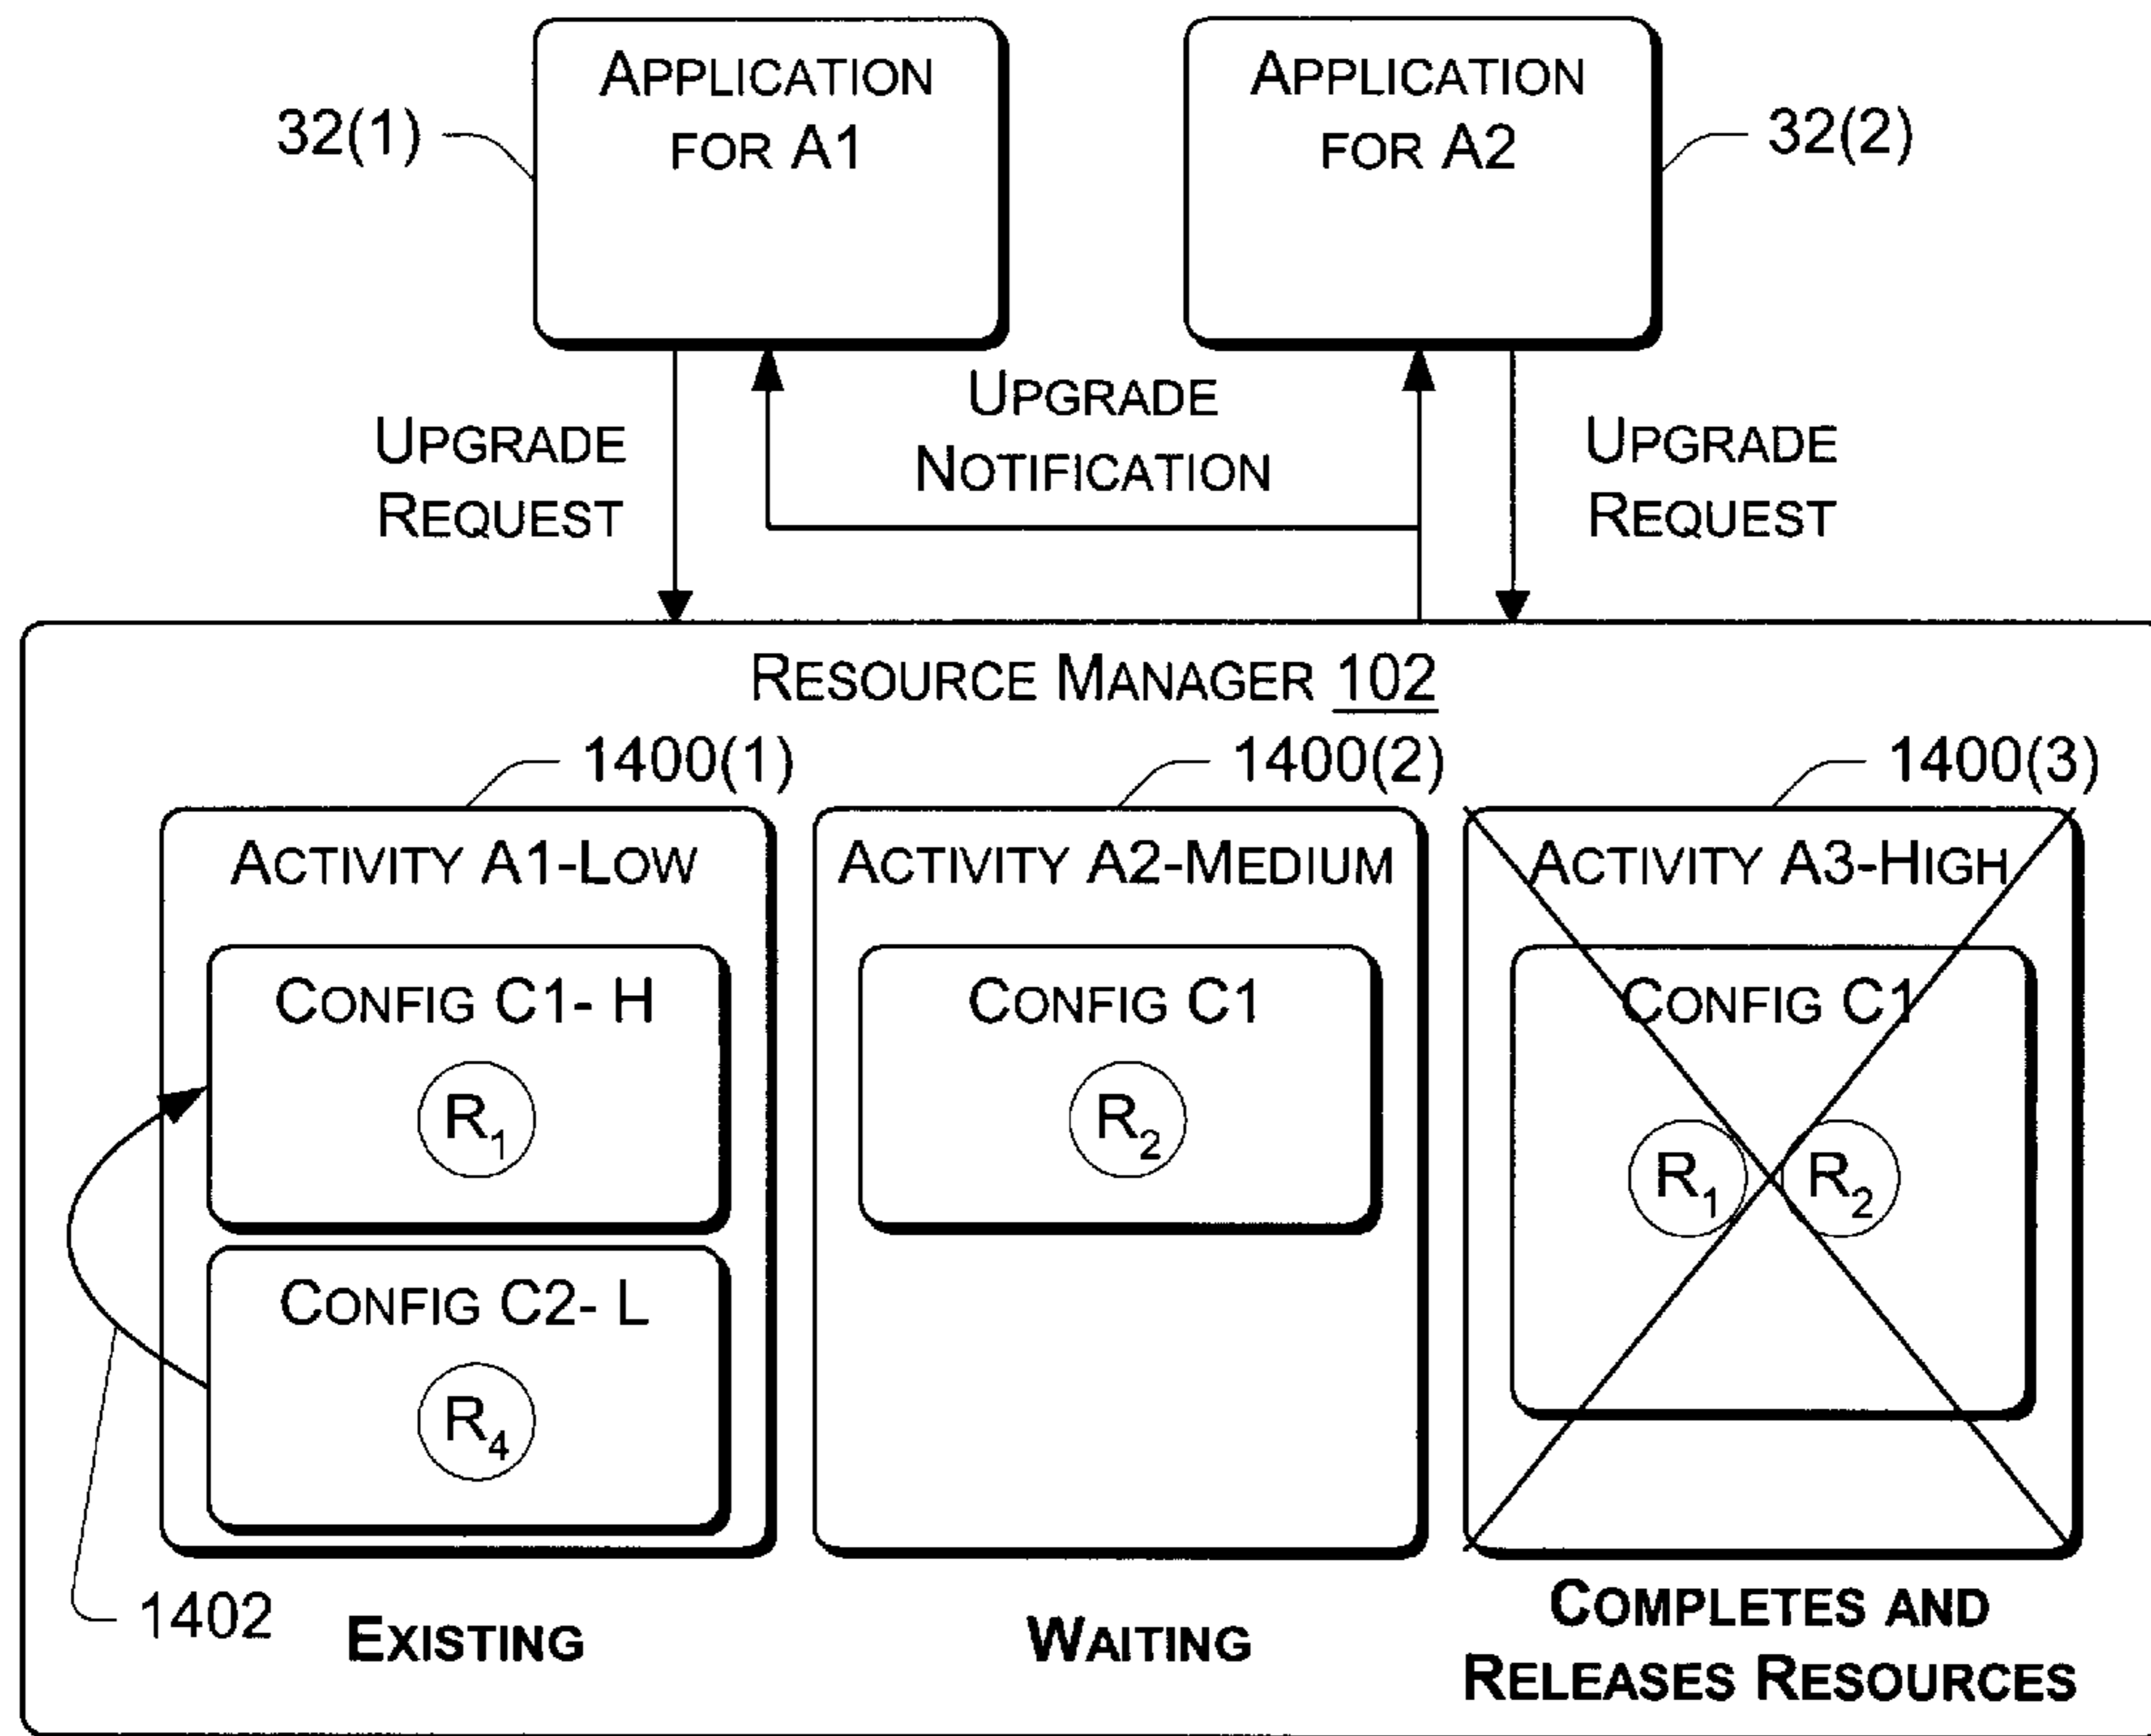 APPLICATION
FOR A1
APPLICATION
FOR A2
32(1)
32(2)
UPGRADE
REQUEST
UPGRADE
NOTIFICATION
UPGRADE
REQUEST
RESOURCE MANAGER 102
1400(1)
1400(2)
1400(3)
ACTIVITY A1-LOW
ACTIVITY A2-MEDIUM
ACTIVITY A3-HIGH
CONFIG C1- H
R1
CONFIG C1
R2
CONFIG C1
R1
R2
CONFIG C2- L
R4
1402
EXISTING
WAITING
COMPLETES AND
RELEASES RESOURCES